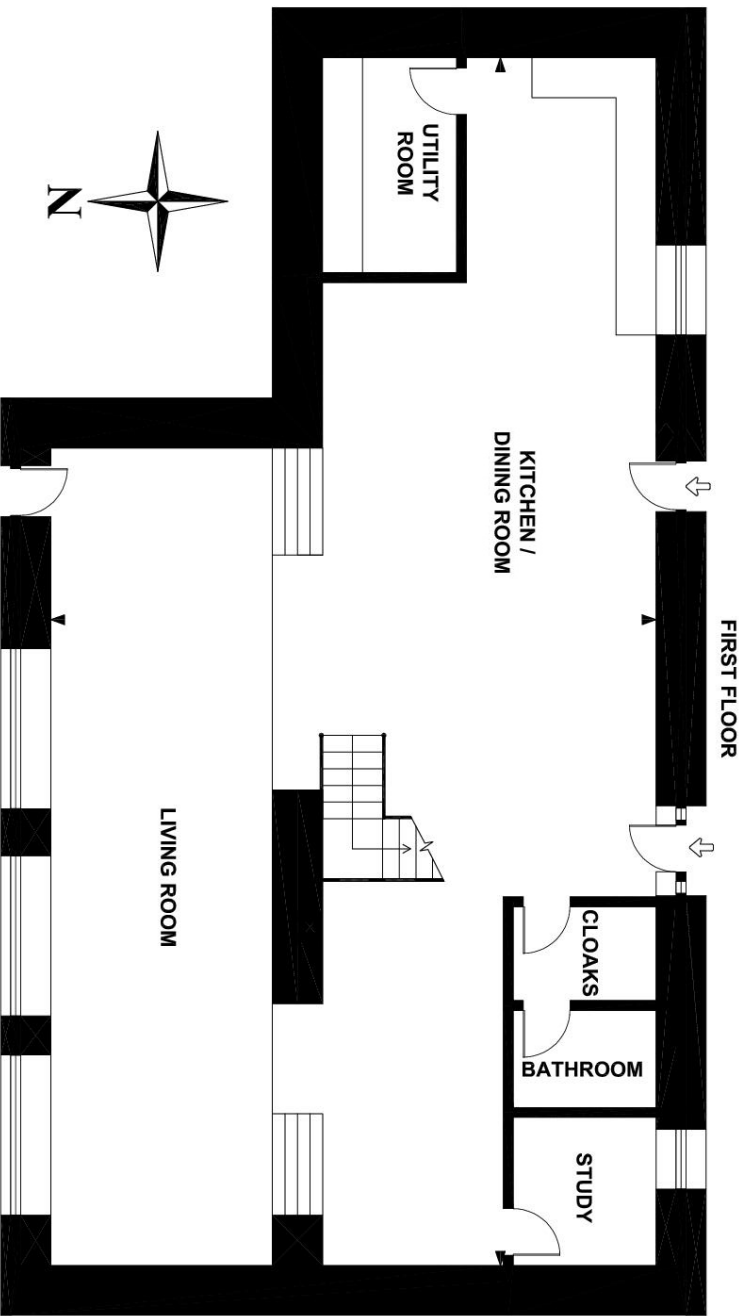 FIRST FLOOR
UTILITY
ROOM
KITCHEN /
DINING ROOM
CLOAKS
BATHROOM
STUDY
LIVING ROOM
N